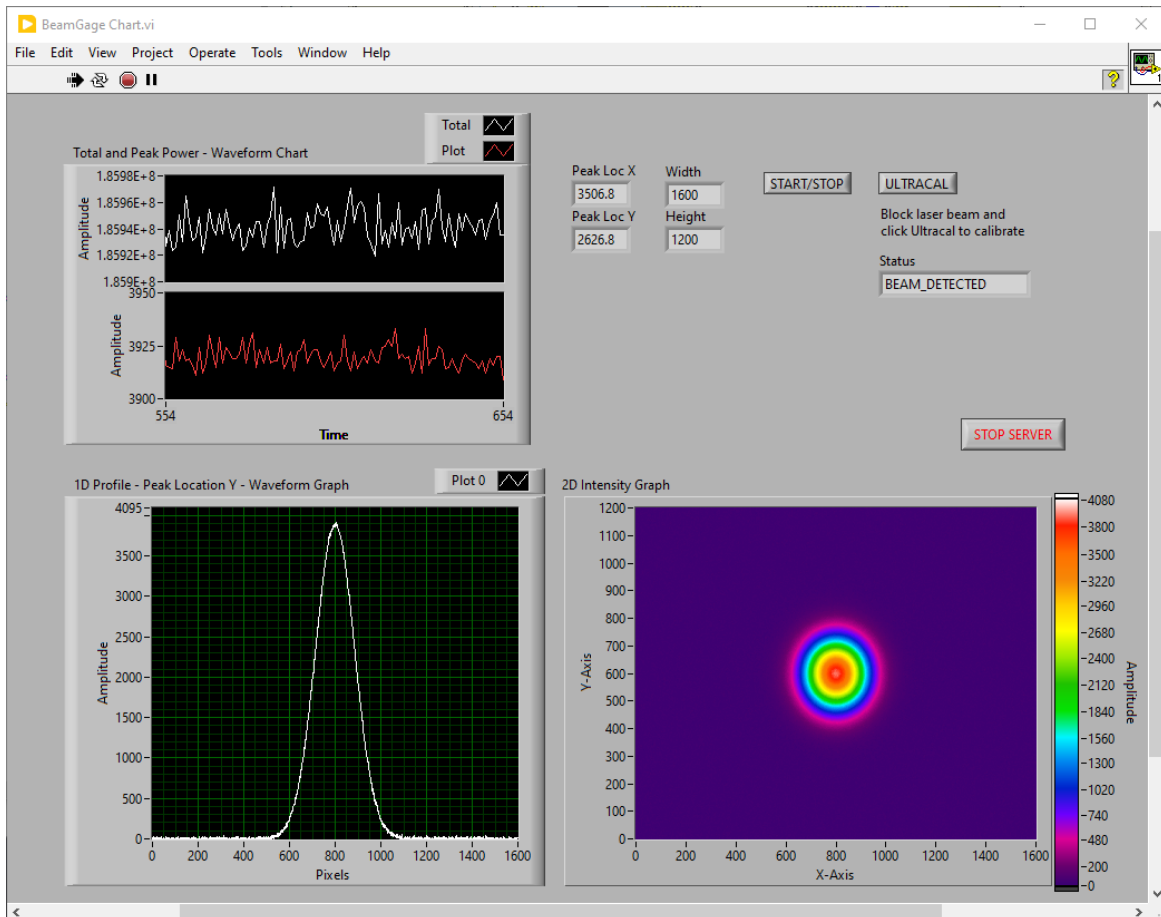 BeamGage Chart.vi
File Edit View Project Operate Tools Window Help
?
1
Total
Plot
Total and Peak Power - Waveform Chart
Amplitude
1.8598E+8
1.8596E+8
1.8594E+8
1.8592E+8
1.859E+8
Amplitude
3950
3925
3900
554 654
Time
Peak Loc X Width
3506.8 1600
Peak Loc Y Height
2626.8 1200
START/STOP ULTRACAL
Block laser beam and
click Ultracal to calibrate
Status
BEAM_DETECTED
STOP SERVER
1D Profile - Peak Location Y - Waveform Graph
Plot 0
Amplitude
4095
3500
3000
2500
2000
1500
1000
500
0
0 200 400 600 800 1000 1200 1400 1600
Pixels
2D Intensity Graph
Y-Axis
1200
1100
1000
900
800
700
600
500
400
300
200
100
0
0 200 400 600 800 1000 1200 1400 1600
X-Axis
4080
3800
3500
3220
2960
2680
2400
2120
1840
1560
1300
1020
740
480
200
0
Amplitude